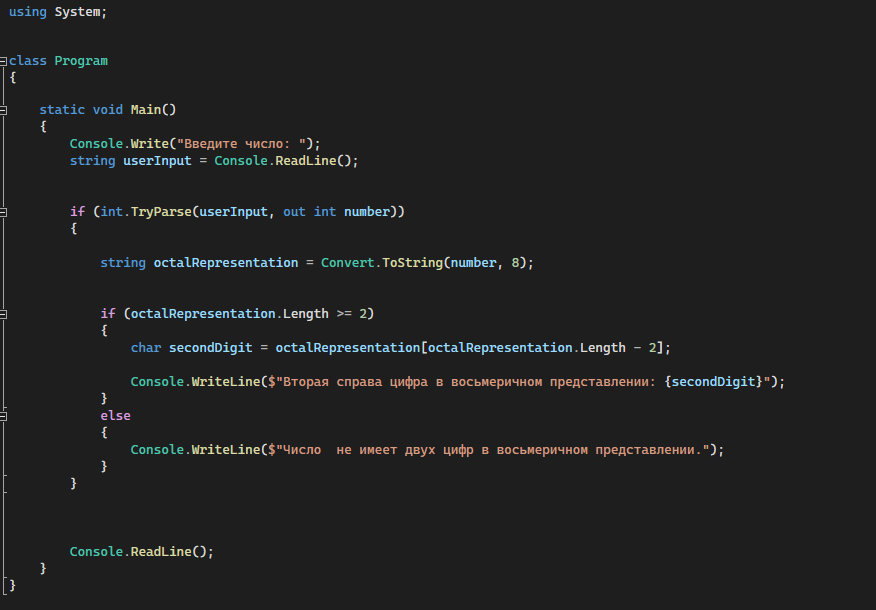 using System;
class Program
{
static void Main()
{
Console.Write("Введите число: ");
string userInput = Console.ReadLine();
if (int.TryParse(userInput, out int number))
{
string octalRepresentation = Convert.ToString(number, 8);
if (octalRepresentation.Length >= 2)
{
char secondDigit = octalRepresentation[octalRepresentation.Length - 2];
Console.WriteLine($"Вторая справа цифра в восьмеричном представлении: {secondDigit}");
}
else
{
Console.WriteLine($"Число  не имеет двух цифр в восьмеричном представлении.");
}
}
Console.ReadLine();
}
}